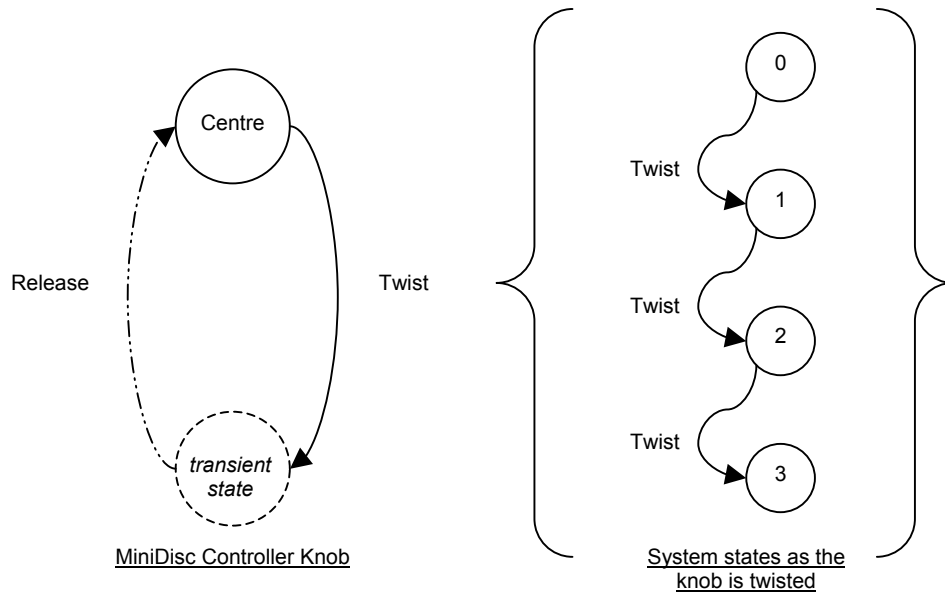 Centre
Release
Twist
transient
state
MiniDisc Controller Knob
0
Twist
1
Twist
2
Twist
3
System states as the
knob is twisted